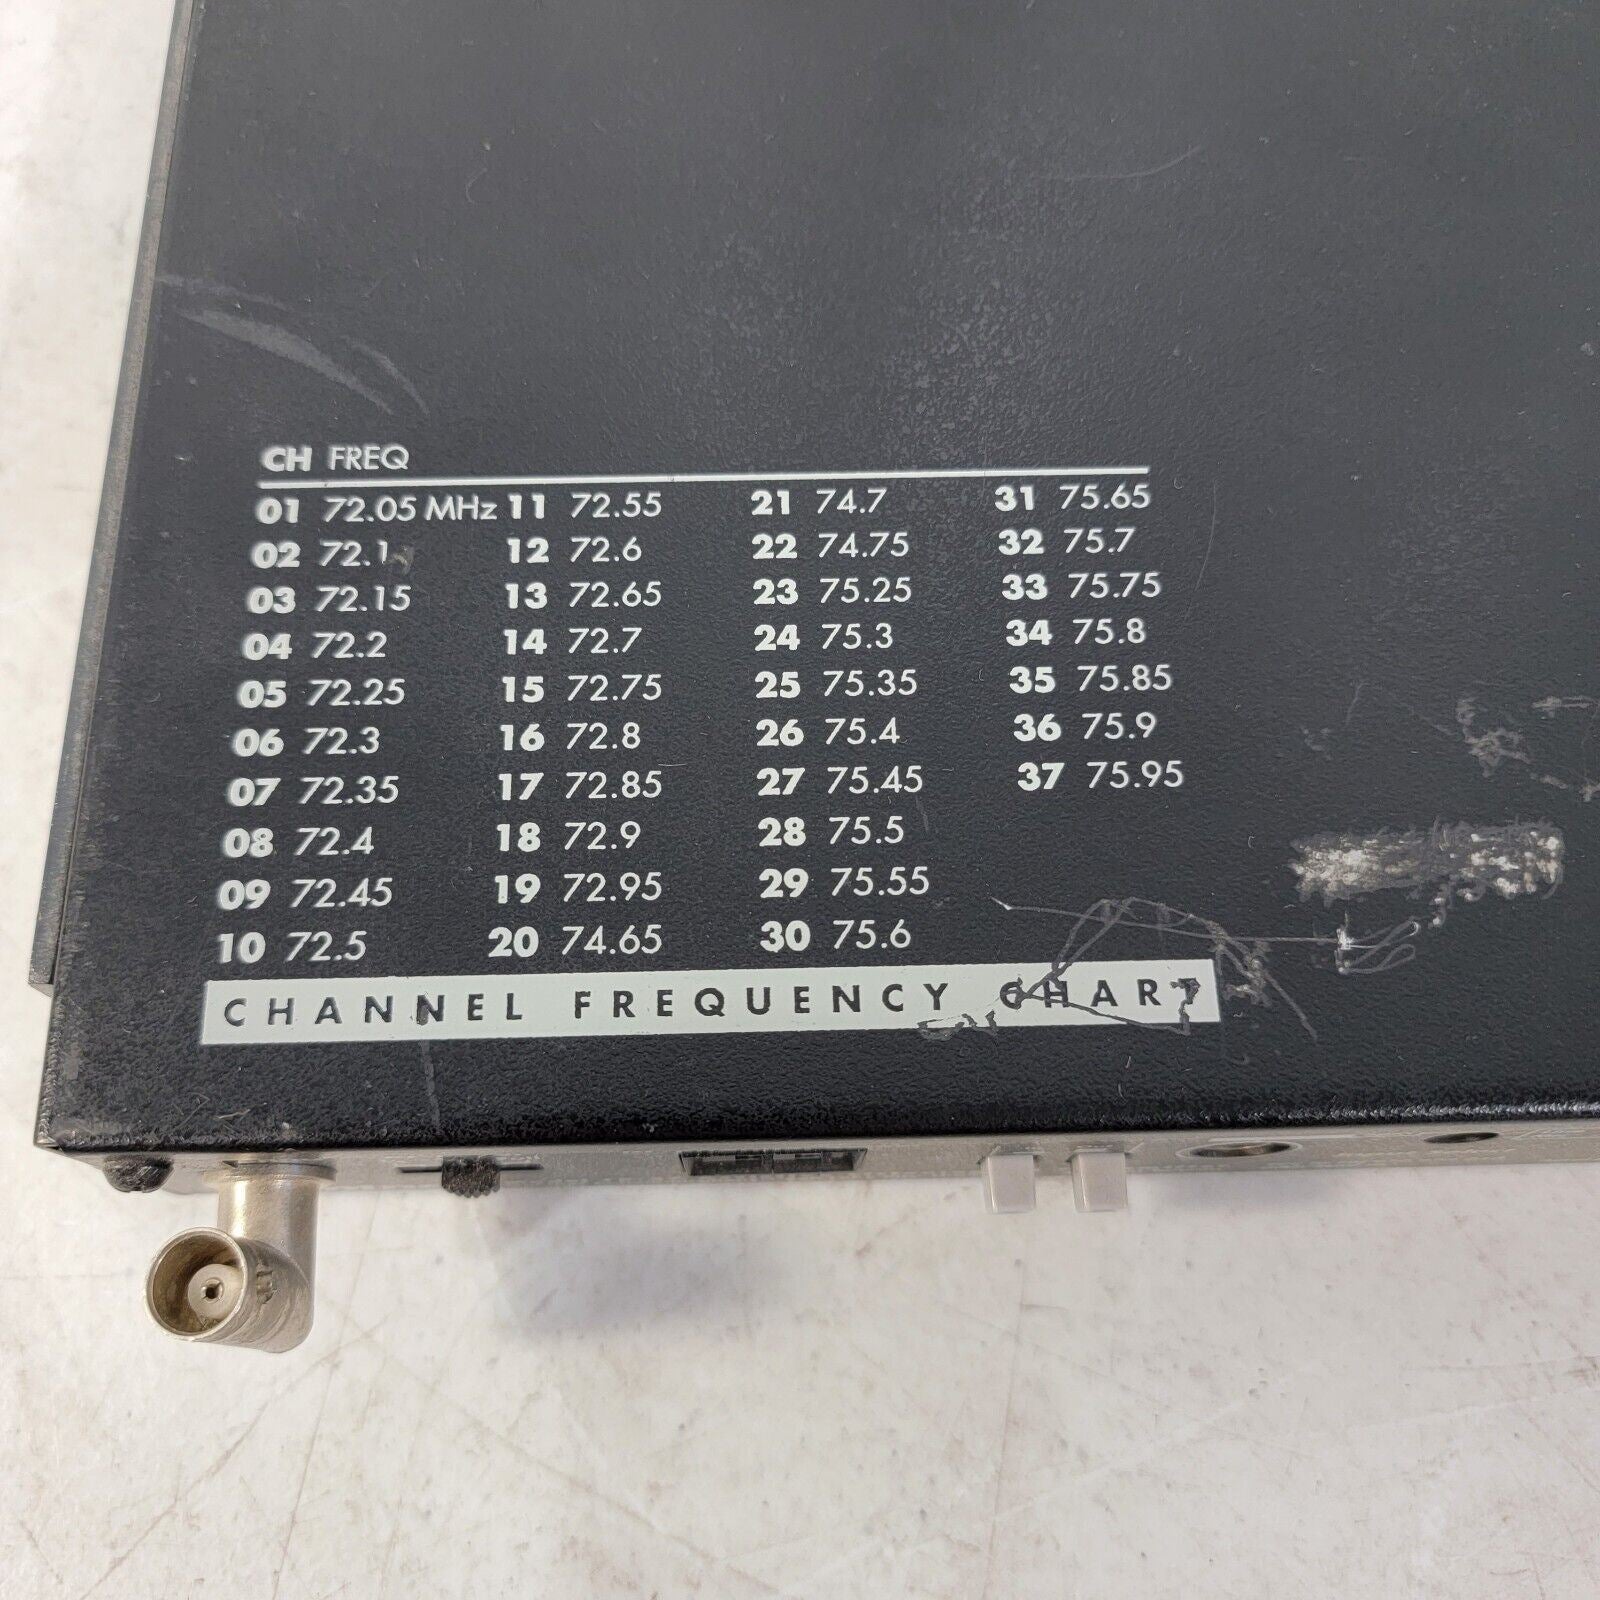 CH FREQ
01 72.05 MHz 11 72.55 21 74.7 31 75.65
02 72.1 12 72.6 22 74.75 32 75.7
03 72.15 13 72.65 23 75.25 33 75.75
04 72.2 14 72.7 24 75.3 34 75.8
05 72.25 15 72.75 25 75.35 35 75.85
06 72.3 16 72.8 26 75.4 36 75.9
07 72.35 17 72.85 27 75.45 37 75.95
08 72.4 18 72.9 28 75.5
09 72.45 19 72.95 29 75.55
10 72.5 20 74.65 30 75.6
CHANNEL FREQUENCY CHART